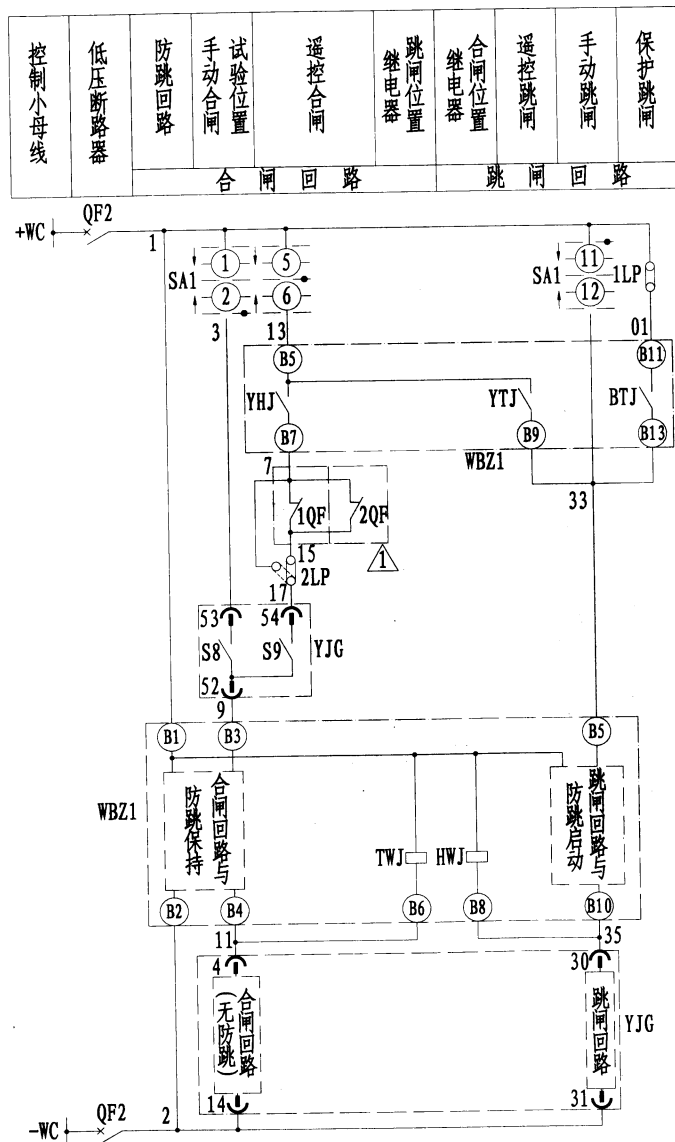 控制小母线
低压断路器
防跳回路
试验位置
手动合闸
遥控合闸
跳闸位置
继电器
合闸位置
继电器
遥控跳闸
手动跳闸
保护跳闸
合闸回路
跳闸回路
+WC
QF2
1
SA1
1
2
5
6
SA1
11
12
1LP
3
13
01
B5
B11
YHJ
YTJ
BTJ
B7
B9
B13
WBZ1
7
33
1QF
2QF
1
15
2LP
17
53
54
S8
S9
YJG
52
9
B1
B3
B5
WBZ1
合闸回路与
防跳保持
TWJ
HWJ
跳闸回路与
防跳启动
B2
B4
B6
B8
B10
11
35
4
30
合闸回路
(无防跳)
跳闸回路
YJG
14
31
-WC
QF2
2